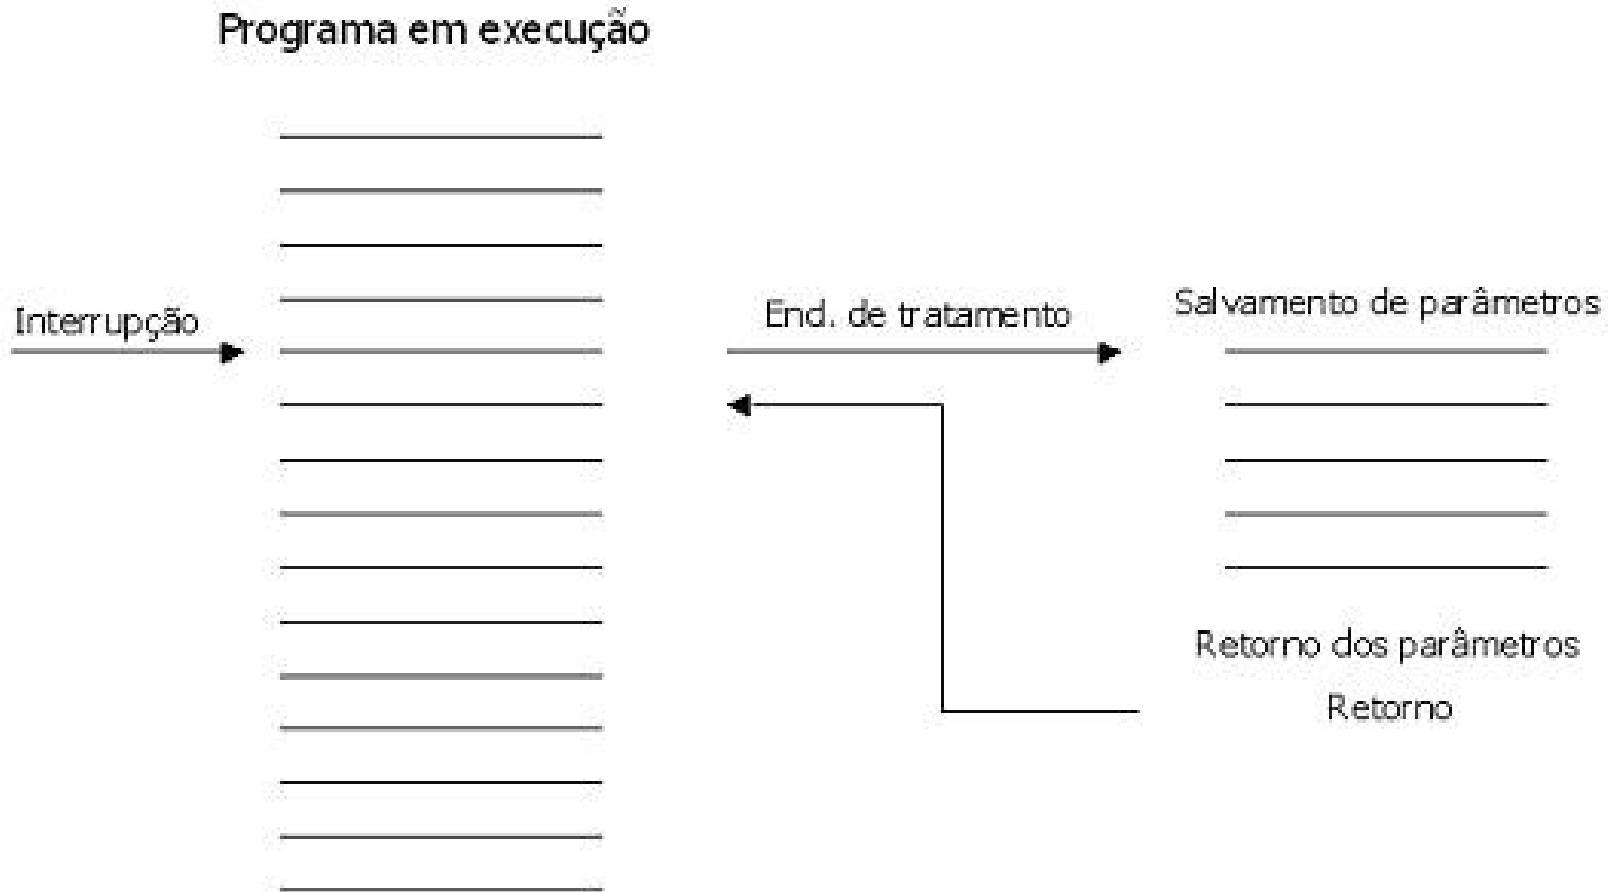 Programa em execução
Interrupção
End. de tratamento
Salvamento de parâmetros
Retorno dos parâmetros
Retorno